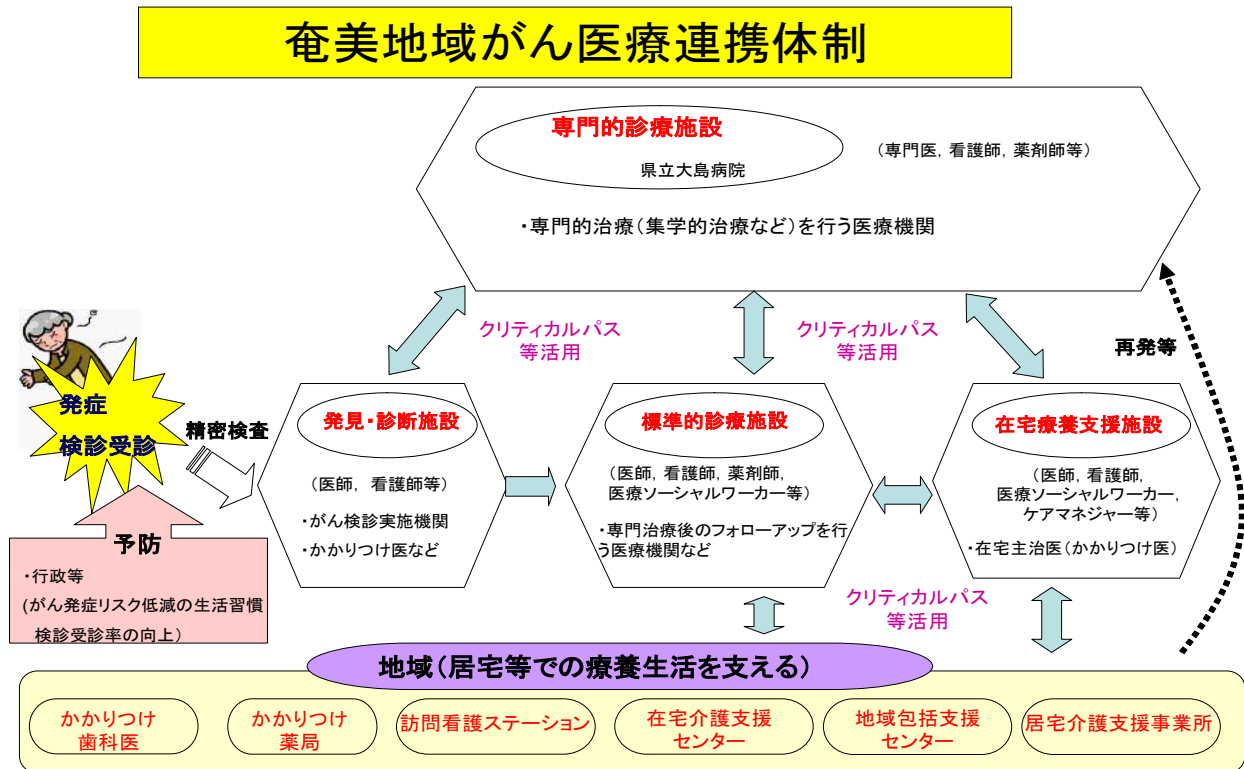 奄美地域がん医療連携体制
専門的診療施設
県立大島病院
（専門医，看護師，薬剤師等）
・専門的治療（集学的治療など）を行う医療機関
クリティカルパス
等活用
クリティカルパス
等活用
再発等
発症
検診受診
精密検査
発見・診断施設
（医師， 看護師等）
・がん検診実施機関
・かかりつけ医など
標準的診療施設
（医師，看護師，薬剤師，
医療ソーシャルワーカー等）
・専門治療後のフォローアップを行
う医療機関など
在宅療養支援施設
（医師，看護師，
医療ソーシャルワーカー，
ケアマネジャー等）
・在宅主治医（かかりつけ医）
予防
・行政等
(がん発症リスク低減の生活習慣
検診受診率の向上）
クリティカルパス
等活用
地域（居宅等での療養生活を支える）
かかりつけ
歯科医
かかりつけ
薬局
訪問看護ステーション
在宅介護支援
センター
地域包括支援
センター
居宅介護支援事業所